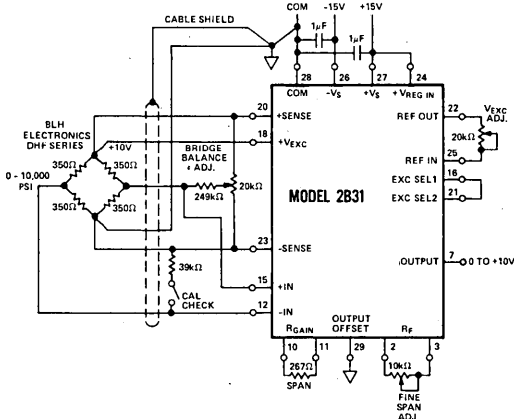 COM -15V +15V
CABLE SHIELD
1µF
1µF
28 26 27 24
COM -VS +VS +VREG IN
20 +SENSE
REF OUT 22
VEXC ADJ.
BLH ELECTRONICS DHF SERIES
+10V
18 +VEXC
20kΩ
350Ω 350Ω
BRIDGE BALANCE ADJ.
REF IN 25
0 - 10,000 PSI
20kΩ
EXC SEL1 16
249kΩ
MODEL 2B31
EXC SEL2 21
350Ω 350Ω
23 -SENSE
39kΩ
OUTPUT 7 0 TO +10V
15 +IN
CAL CHECK
12 -IN
RGAIN
OUTPUT OFFSET
RF
10 11 29 2 3
267Ω
10kΩ
SPAN
FINE SPAN ADJ.